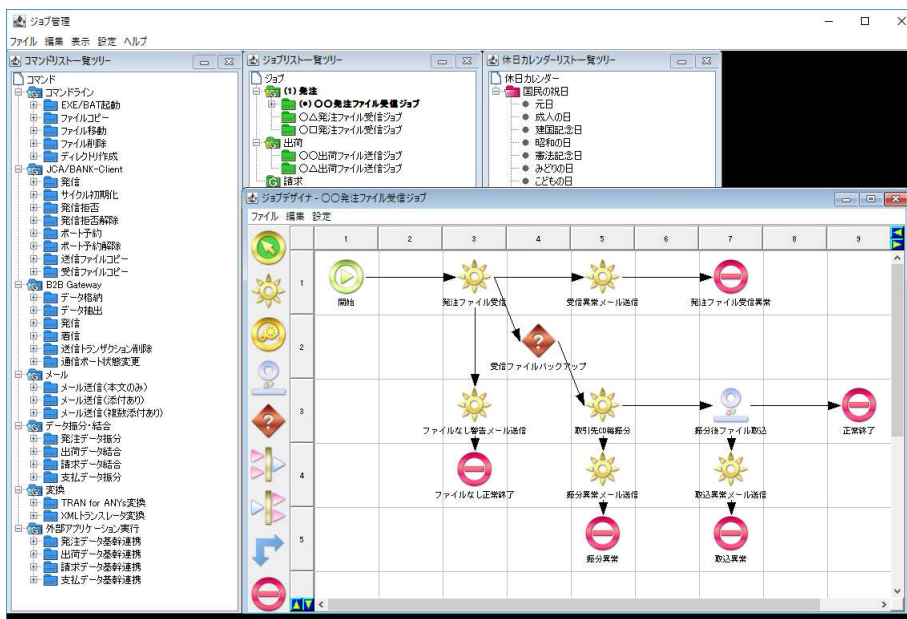 ジョブ管理
ファイル 編集 表示 設定 ヘルプ
コマンドリスト一覧ツリー
コマンド
コマンドライン
EXE/BAT起動
ファイルコピー
ファイル移動
ファイル削除
ディレクトリ作成
JCA/BANK-Client
発信
サイクル初期化
発信拒否
発信拒否解除
ポート予約
ポート予約解除
送信ファイルコピー
受信ファイルコピー
B2B Gateway
データ格納
データ抽出
発信
着信
送信トランザクション削除
通信ポート状態変更
メール
メール送信(本文のみ)
メール送信(添付あり)
メール送信(複数添付あり)
データ振分・結合
発注データ振分
出荷データ結合
請求データ結合
支払データ振分
変換
TRAN for ANYs変換
XMLトランスレータ変換
外部アプリケーション実行
発注データ基幹連携
出荷データ基幹連携
請求データ基幹連携
支払データ基幹連携
ジョブリスト一覧ツリー
ジョブ
(1) 発注
(*) 〇〇発注ファイル受信ジョブ
〇△発注ファイル受信ジョブ
〇□発注ファイル受信ジョブ
出荷
〇〇出荷ファイル送信ジョブ
〇△出荷ファイル送信ジョブ
請求
休日カレンダーリスト一覧ツリー
休日カレンダー
国民の祝日
元日
成人の日
建国記念日
昭和の日
憲法記念日
みどりの日
こどもの日
ジョブデザイナ - 〇〇発注ファイル受信ジョブ
ファイル 編集 設定
1 2 3 4 5 6 7 8 9
1
開始 発注ファイル受信 受信異常メール送信 発注ファイル受信異常
2
受信ファイルバックアップ
3
ファイルなし警告メール送信 取引先CD毎振分 振分後ファイル取込 正常終了
4
ファイルなし正常終了 振分異常メール送信 取込異常メール送信
5
振分異常 取込異常